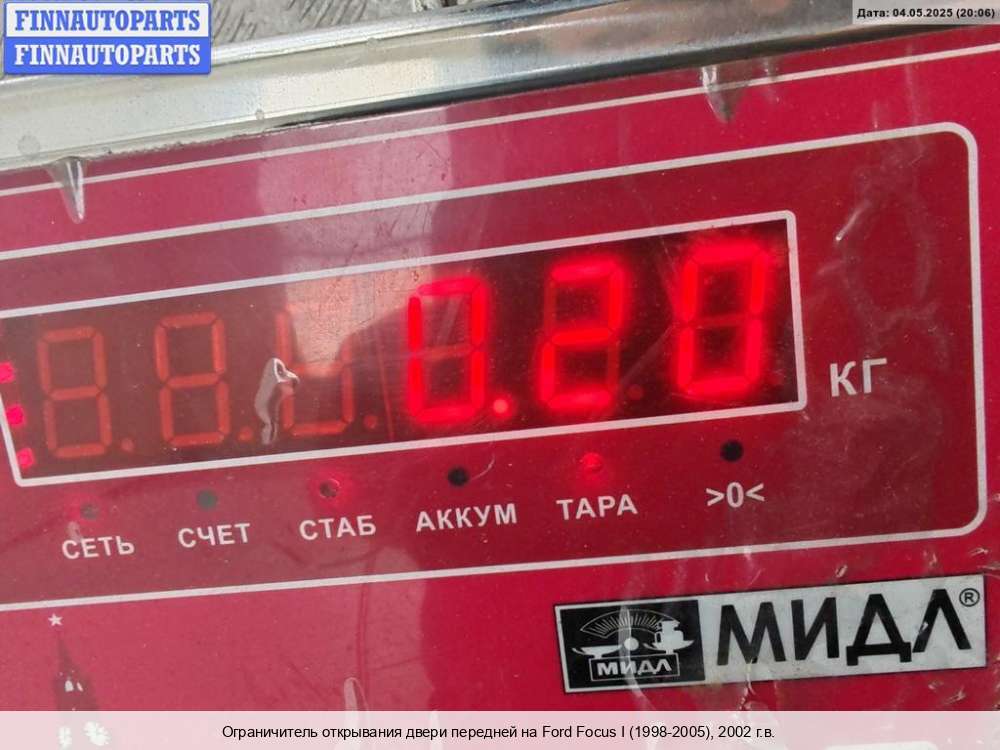 FINNAUTOPARTS
FINNAUTOPARTS
Дата: 04.05.2025 (20:06)
0.20
КГ
СЕТЬ СЧЕТ СТАБ АККУМ ТАРА >0<
МИДЛ МИДЛ®
Ограничитель открывания двери передней на Ford Focus I (1998-2005), 2002 г.в.